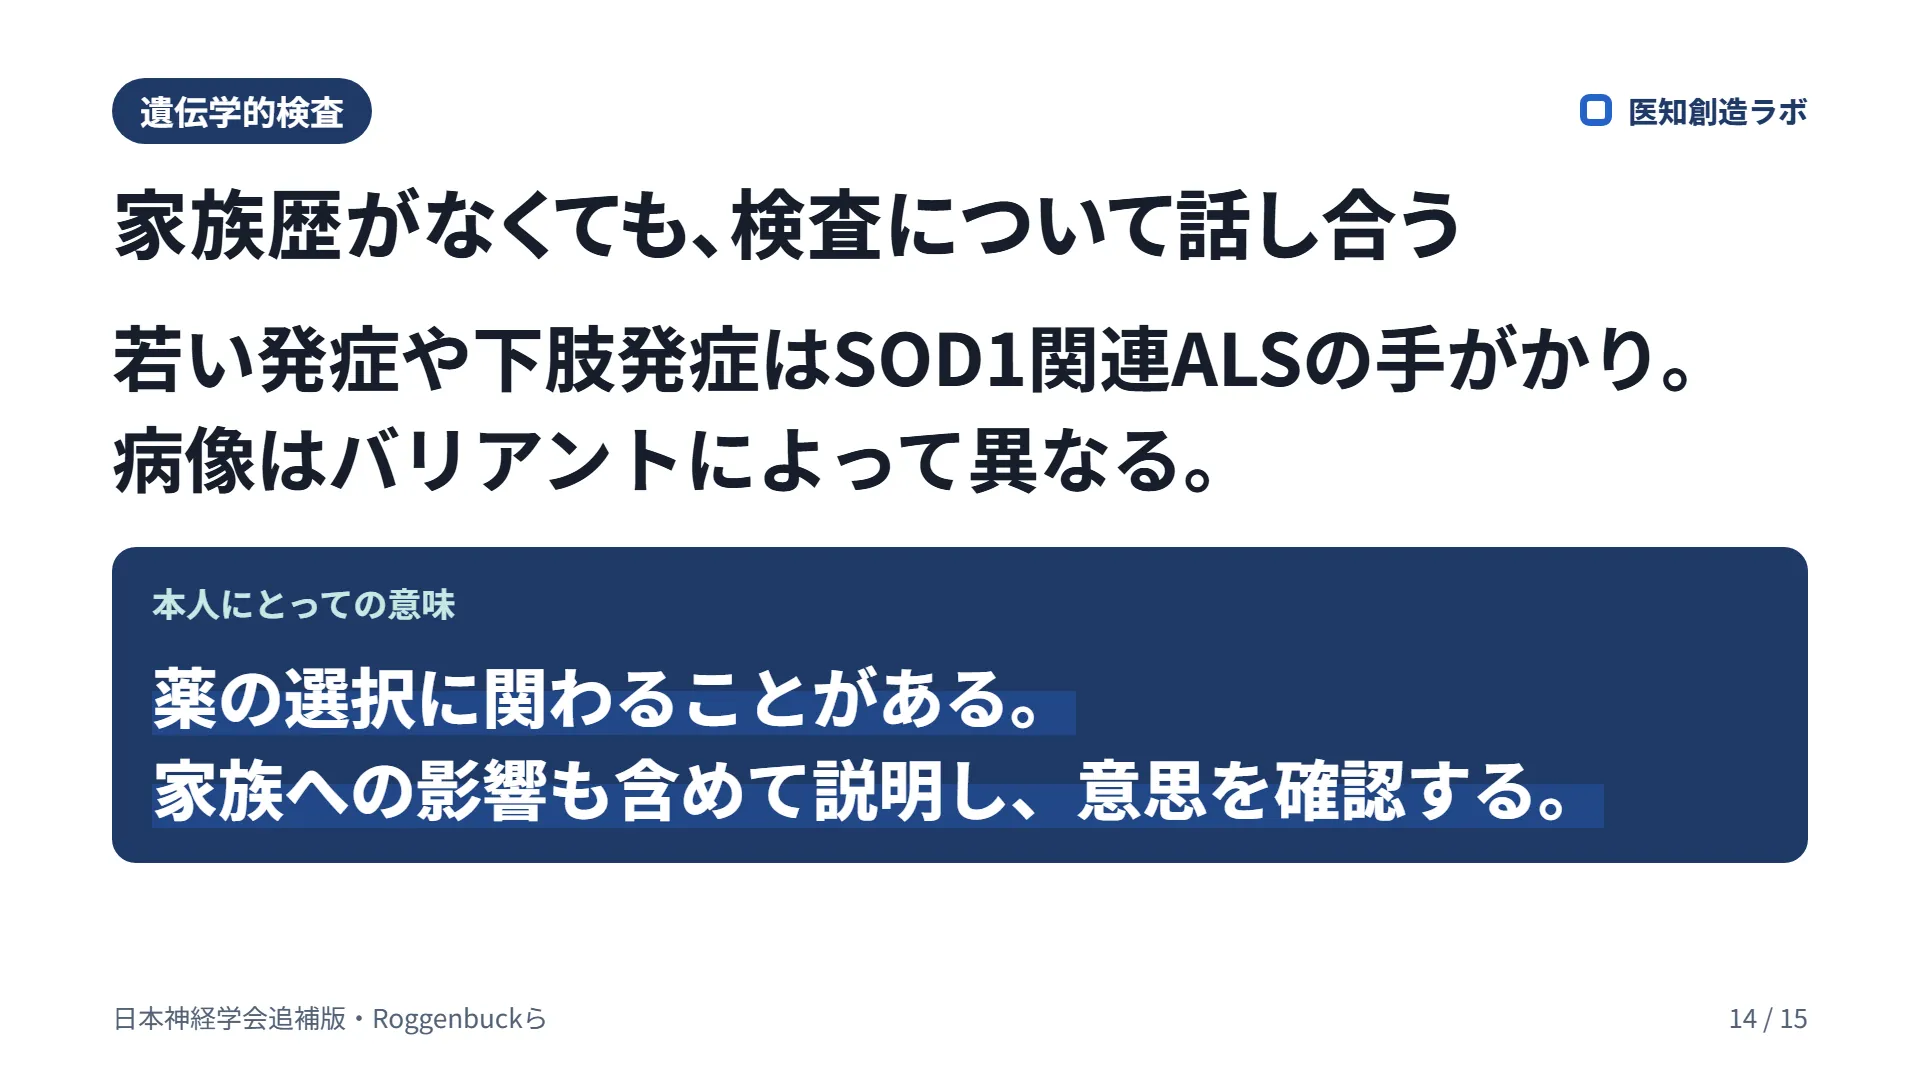 遺伝学的検査
医知創造ラボ
家族歴がなくても、検査について話し合う
若い発症や下肢発症はSOD1関連ALSの手がかり。
病像はバリアントによって異なる。
本人にとっての意味
薬の選択に関わることがある。
家族への影響も含めて説明し、意思を確認する。
日本神経学会追補版・Roggenbuckら
14 / 15